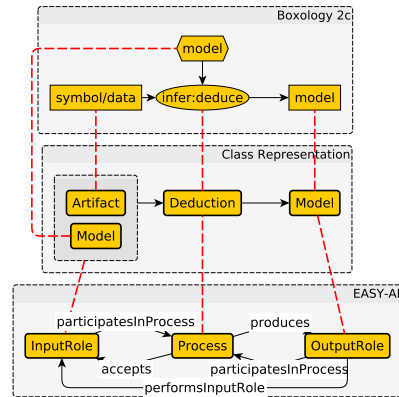 Boxology 2c
model
symbol/data
infer:deduce
model
Class Representation
Artifact
Deduction
Model
Model
EASY-AI
participatesInProcess
produces
InputRole
Process
OutputRole
accepts
participatesInProcess
performsInputRole